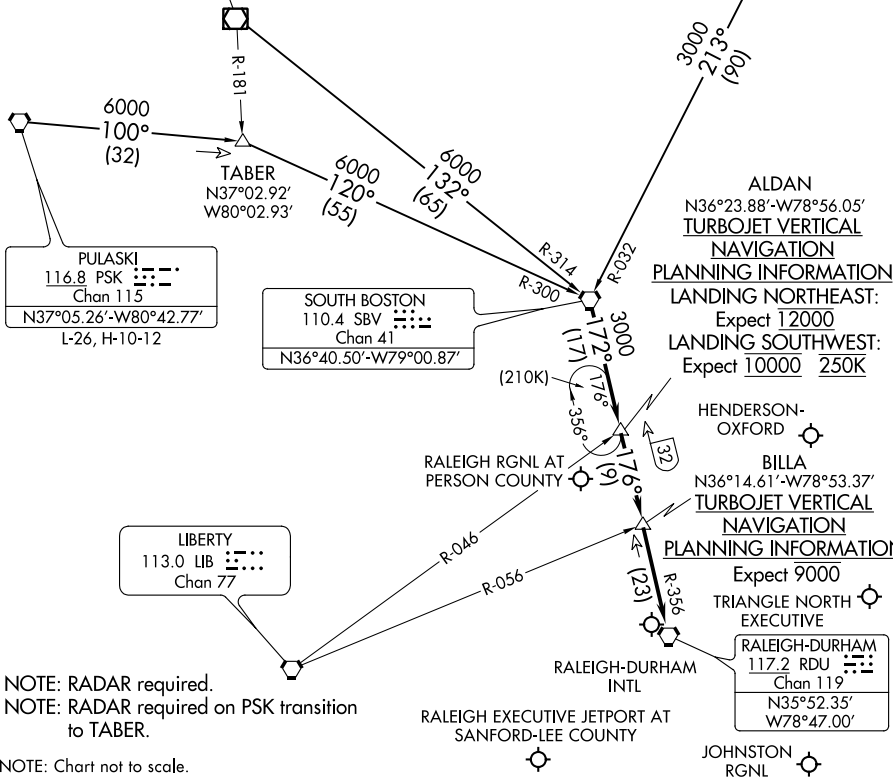 3000
213°
(90)
R-181
6000
100°
(32)
TABER
N37°02.92’
W80°02.93’
6000
120°
(55)
6000
132°
(65)
R-314
R-300
R-032
PULASKI
116.8 PSK
Chan 115
N37°05.26’-W80°42.77’
L-26, H-10-12
SOUTH BOSTON
110.4 SBV
Chan 41
N36°40.50’-W79°00.87’
3000
172°
(17)
ALDAN
N36°23.88’-W78°56.05’
TURBOJET VERTICAL
NAVIGATION
PLANNING INFORMATION
LANDING NORTHEAST:
Expect 12000
LANDING SOUTHWEST:
Expect 10000 250K
(210K)
176°
356°
32
HENDERSON-
OXFORD
RALEIGH RGNL AT
PERSON COUNTY
176°
(9)
BILLA
N36°14.61’-W78°53.37’
TURBOJET VERTICAL
NAVIGATION
PLANNING INFORMATION
Expect 9000
LIBERTY
113.0 LIB
Chan 77
R-046
R-056
(23)
R-356
TRIANGLE NORTH
EXECUTIVE
RALEIGH-DURHAM
INTL
RALEIGH-DURHAM
117.2 RDU
Chan 119
N35°52.35’
W78°47.00’
NOTE: RADAR required.
NOTE: RADAR required on PSK transition
to TABER.
RALEIGH EXECUTIVE JETPORT AT
SANFORD-LEE COUNTY
JOHNSTON
RGNL
NOTE: Chart not to scale.